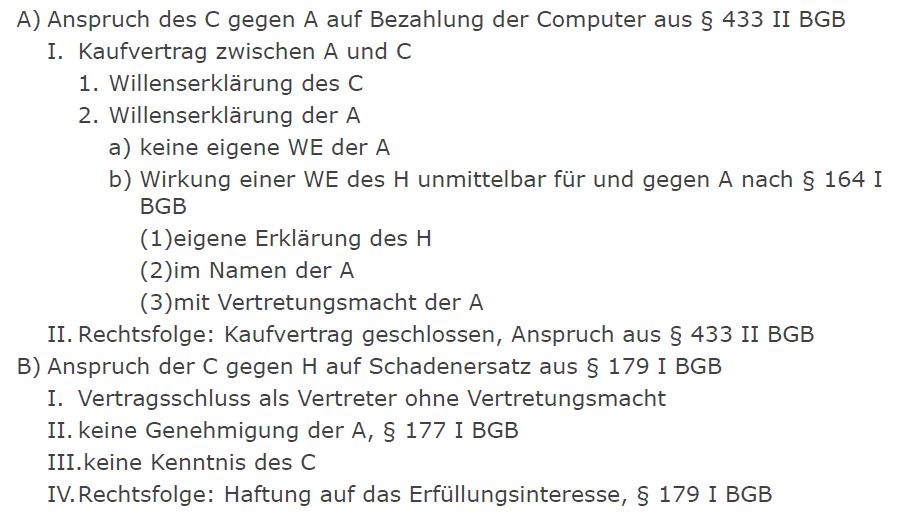 A) Anspruch des C gegen A auf Bezahlung der Computer aus § 433 II BGB
I. Kaufvertrag zwischen A und C
1. Willenserklärung des C
2. Willenserklärung der A
a) keine eigene WE der A
b) Wirkung einer WE des H unmittelbar für und gegen A nach § 164 I
BGB
(1)eigene Erklärung des H
(2)im Namen der A
(3)mit Vertretungsmacht der A
II. Rechtsfolge: Kaufvertrag geschlossen, Anspruch aus § 433 II BGB
B) Anspruch der C gegen H auf Schadenersatz aus § 179 I BGB
I. Vertragsschluss als Vertreter ohne Vertretungsmacht
II. keine Genehmigung der A, § 177 I BGB
III.keine Kenntnis des C
IV.Rechtsfolge: Haftung auf das Erfüllungsinteresse, § 179 I BGB